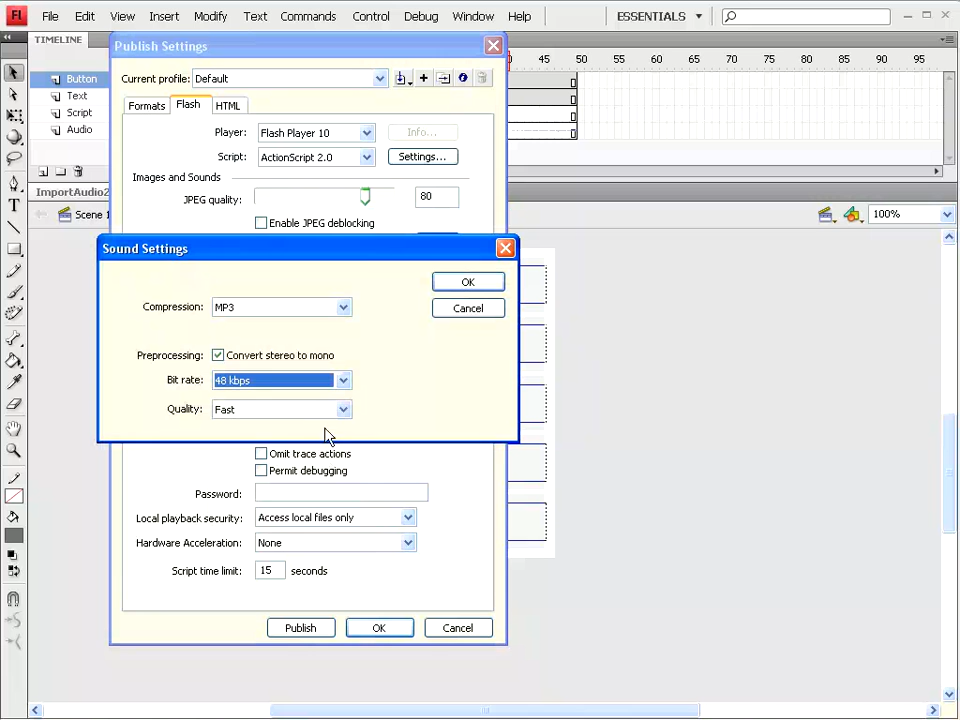 Fl File Edit View Insert Modify Text Commands Control Debug Window Help ESSENTIALS
TIMELINE
Publish Settings
45 50 55 60 65 70 75 80 85 90 95
Button
Text
Script
Audio
Current profile: Default
Formats Flash HTML
Player: Flash Player 10 Info...
Script: ActionScript 2.0 Settings...
Images and Sounds
JPEG quality: 80
Enable JPEG deblocking
ImportAudio2
Scene 1
100%
Sound Settings
OK
Compression: MP3
Cancel
Preprocessing: Convert stereo to mono
Bit rate: 48 kbps
Quality: Fast
Omit trace actions
Permit debugging
Password:
Local playback security: Access local files only
Hardware Acceleration: None
Script time limit: 15 seconds
Publish OK Cancel